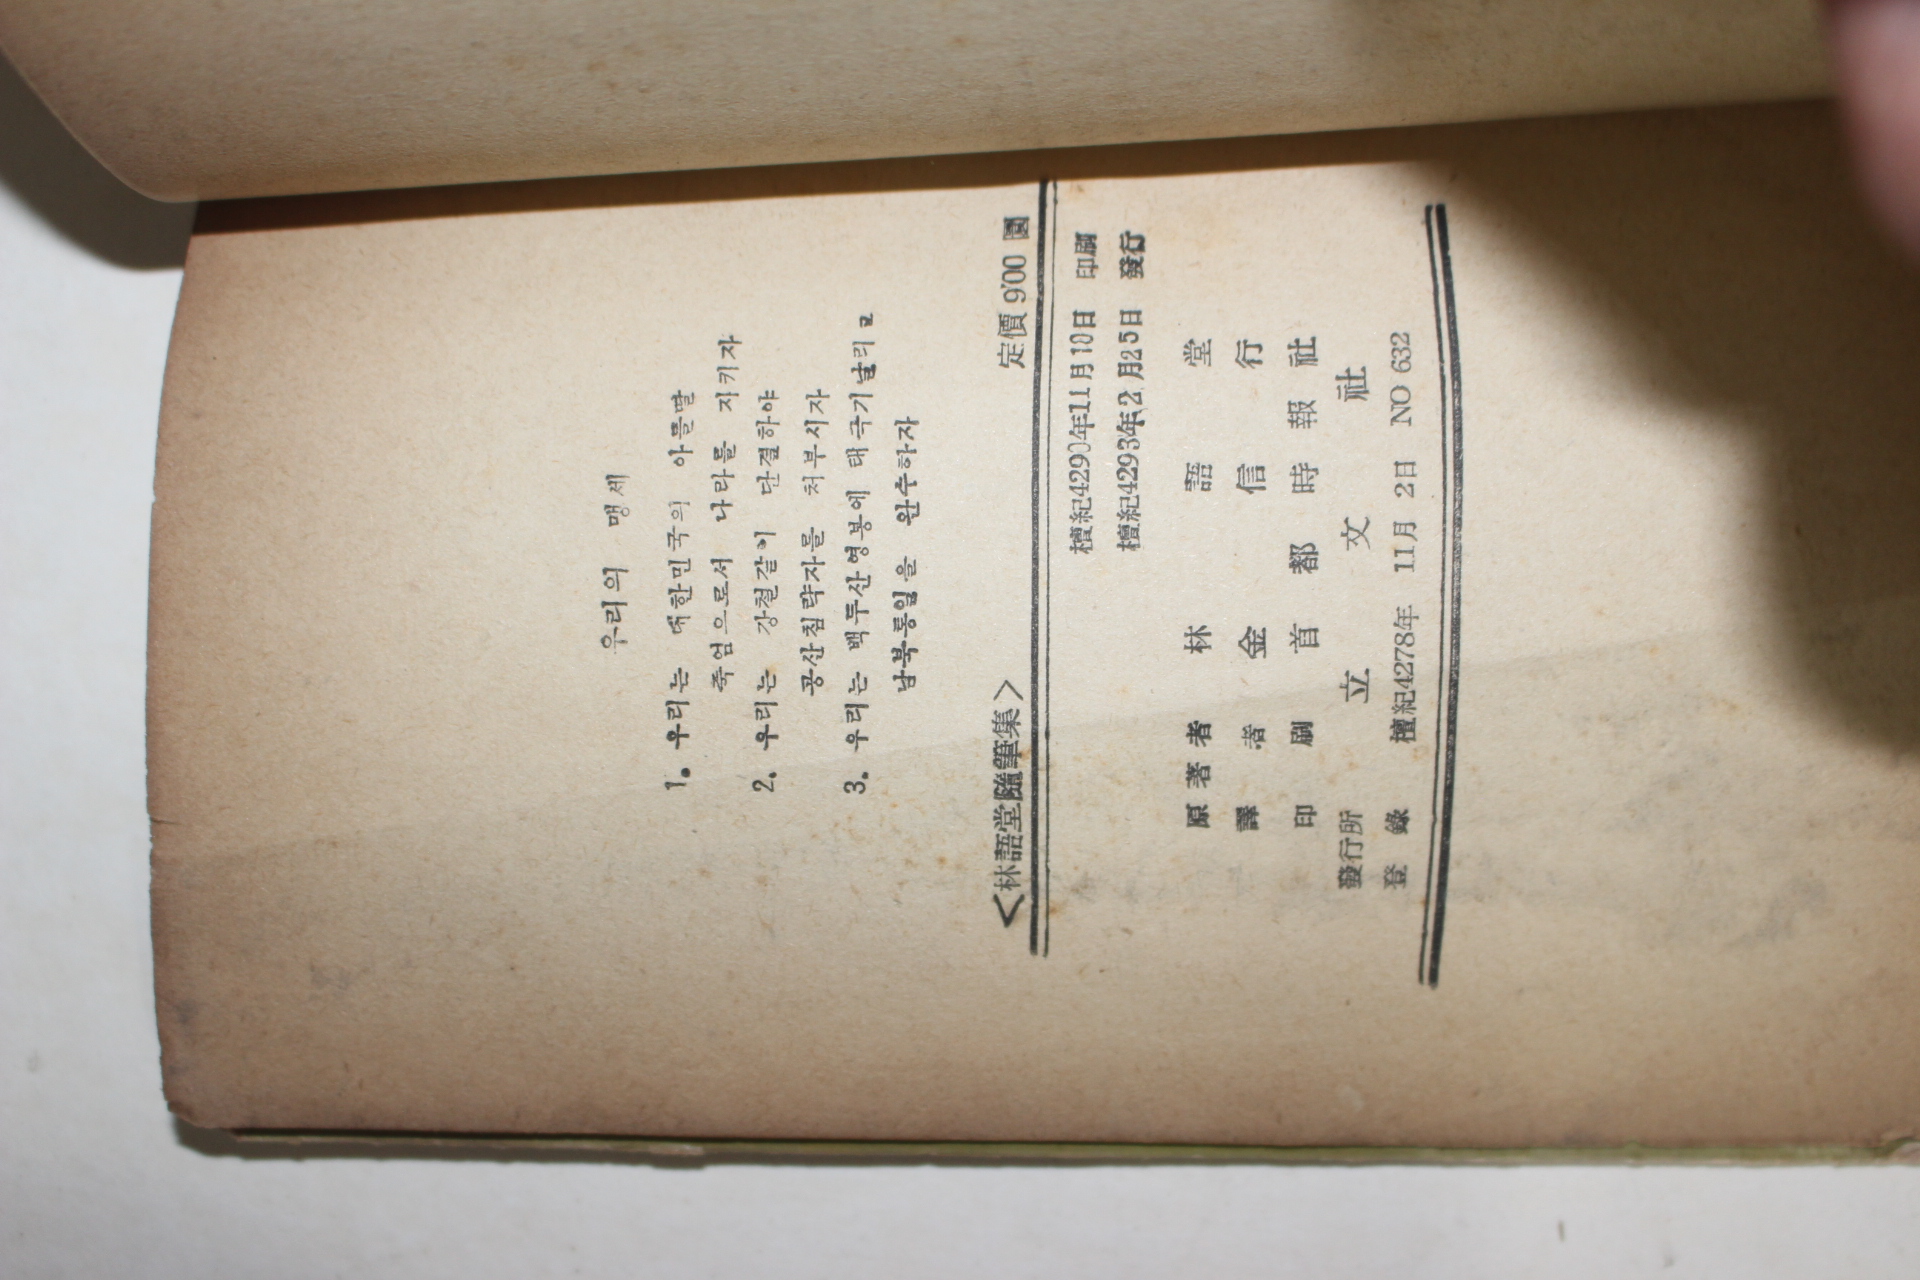 우리의 맹세
1. 우리는 대한민국의 아들딸
죽엄으로서 나라를 지키자
2. 우리는 강철같이 단결하야
공산침략자를 처부시자
3. 우리는 백두산영봉에 태극기 날리고
남북통일을 완수하자
<林語堂隨筆集> 定價 900 圜
檀紀4290年11月10日 印刷
檀紀4293年2月25日 發行
原著者 林語堂
譯者 金信行
印刷 首都時報社
發行所 立文社
登錄 檀紀4278年 11月 2日 NO 632